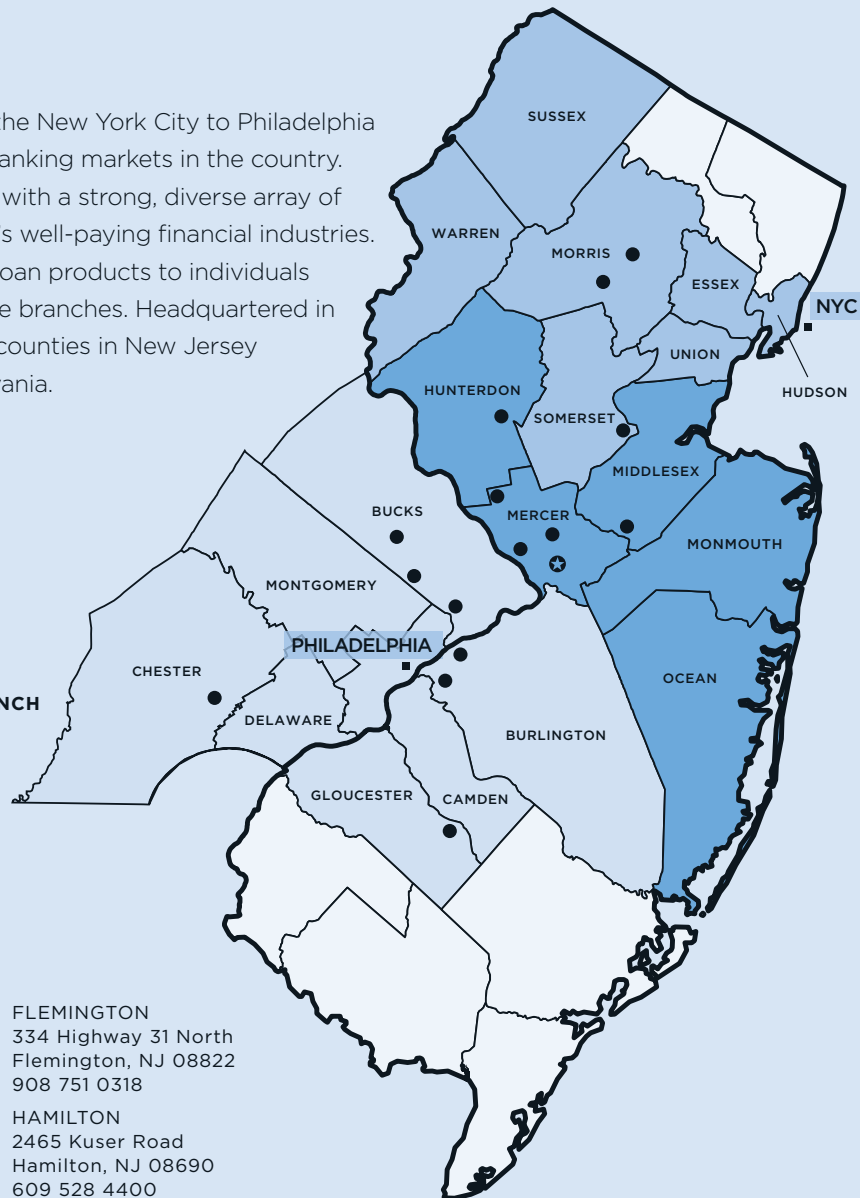 the New York City to Philadelphia
anking markets in the country.
with a strong, diverse array of
's well-paying financial industries.
oan products to individuals
e branches. Headquartered in
counties in New Jersey
vania.
SUSSEX
WARREN
MORRIS
ESSEX
NYC
UNION
HUDSON
HUNTERDON
SOMERSET
MIDDLESEX
BUCKS
MERCER
MONMOUTH
MONTGOMERY
PHILADELPHIA
CHESTER
OCEAN
NCH
DELAWARE
BURLINGTON
GLOUCESTER
CAMDEN
FLEMINGTON
334 Highway 31 North
Flemington, NJ 08822
908 751 0318
HAMILTON
2465 Kuser Road
Hamilton, NJ 08690
609 528 4400